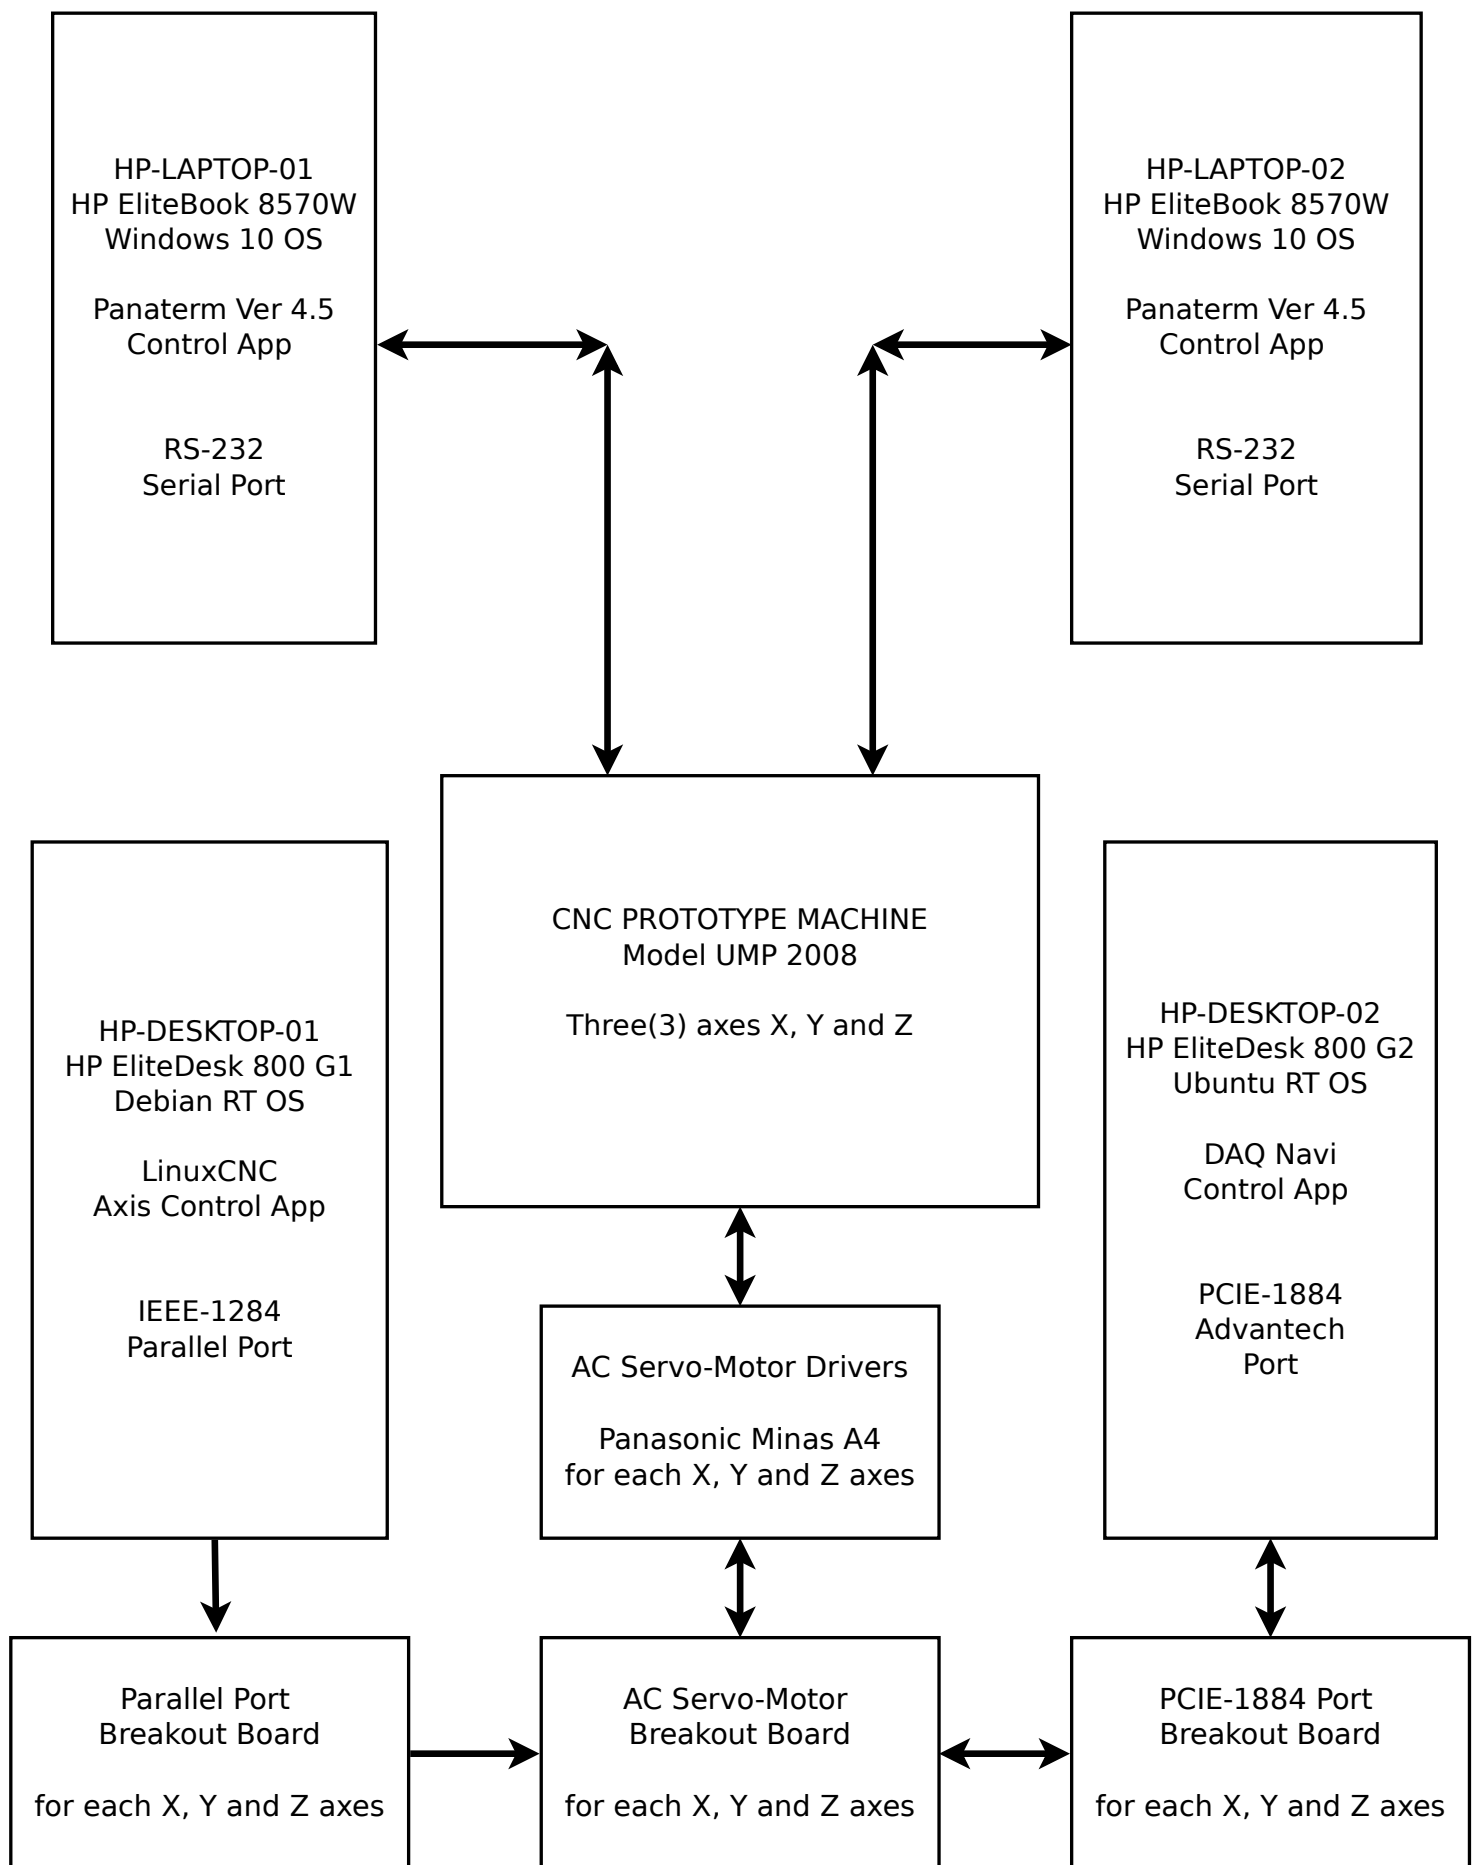 HP-LAPTOP-01
HP EliteBook 8570W
Windows 10 OS
Panaterm Ver 4.5
Control App
RS-232
Serial Port
HP-LAPTOP-02
HP EliteBook 8570W
Windows 10 OS
Panaterm Ver 4.5
Control App
RS-232
Serial Port
CNC PROTOTYPE MACHINE
Model UMP 2008
Three(3) axes X, Y and Z
HP-DESKTOP-01
HP EliteDesk 800 G1
Debian RT OS
LinuxCNC
Axis Control App
IEEE-1284
Parallel Port
HP-DESKTOP-02
HP EliteDesk 800 G2
Ubuntu RT OS
DAQ Navi
Control App
PCIE-1884
Advantech
Port
AC Servo-Motor Drivers
Panasonic Minas A4
for each X, Y and Z axes
Parallel Port
Breakout Board
for each X, Y and Z axes
AC Servo-Motor
Breakout Board
for each X, Y and Z axes
PCIE-1884 Port
Breakout Board
for each X, Y and Z axes